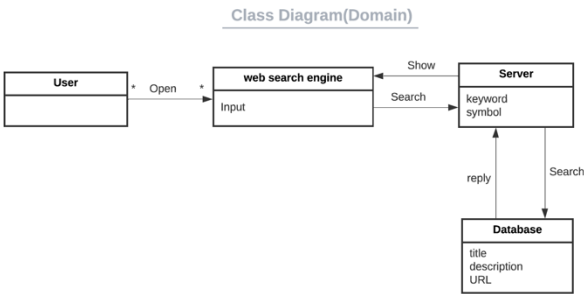 Class Diagram(Domain)
User
* Open *
web search engine
Input
Show
Search
Server
keyword
symbol
reply
Search
Database
title
description
URL